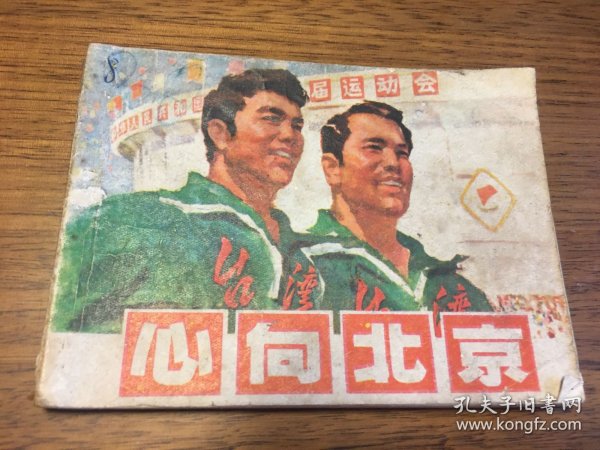 8
届运动会
台湾 台湾
心向北京
孔夫子旧书网
www.kongfz.com